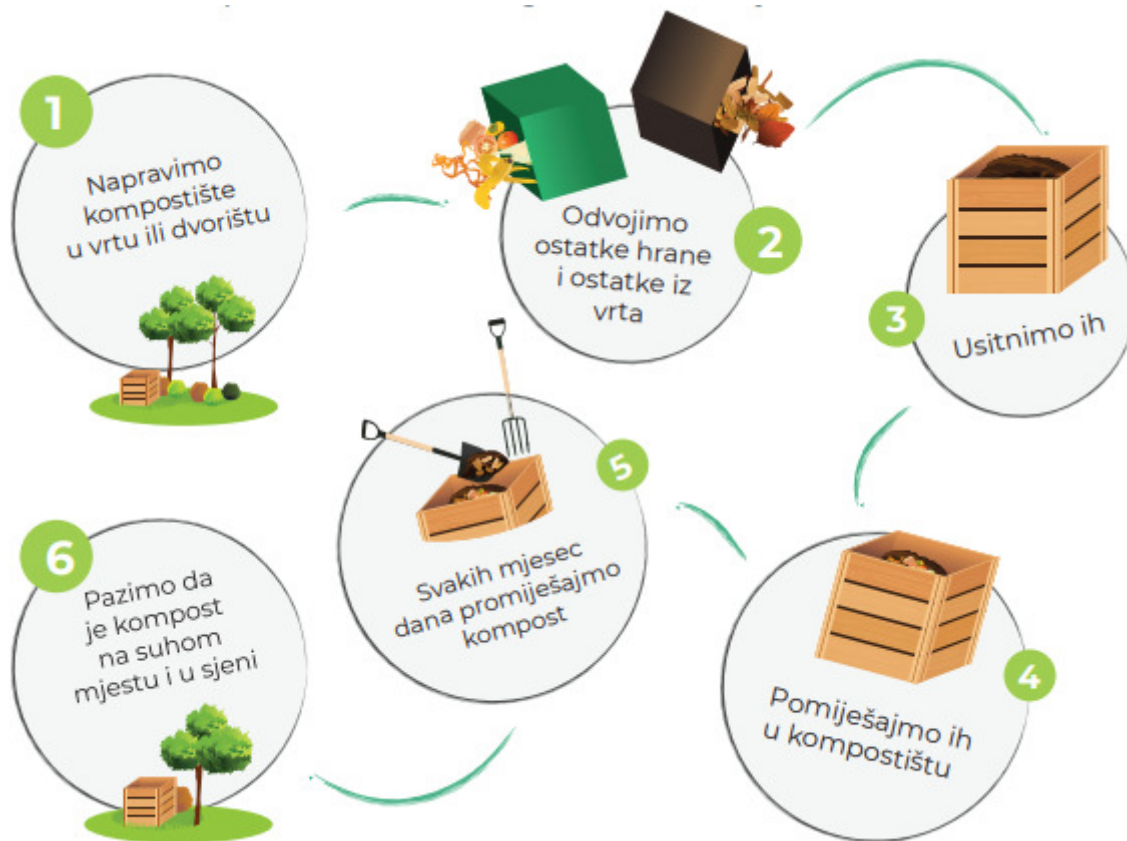 1
Napravimo
kompostište
u vrtu ili dvorištu
2
Odvojimo
ostatke hrane
i ostatke iz
vrta
3
Usitnimo ih
4
Pomiješajmo ih
u kompostištu
5
Svakih mjesec
dana promiješajmo
kompost
6
Pazimo da
je kompost
na suhom
mjestu i u sjeni